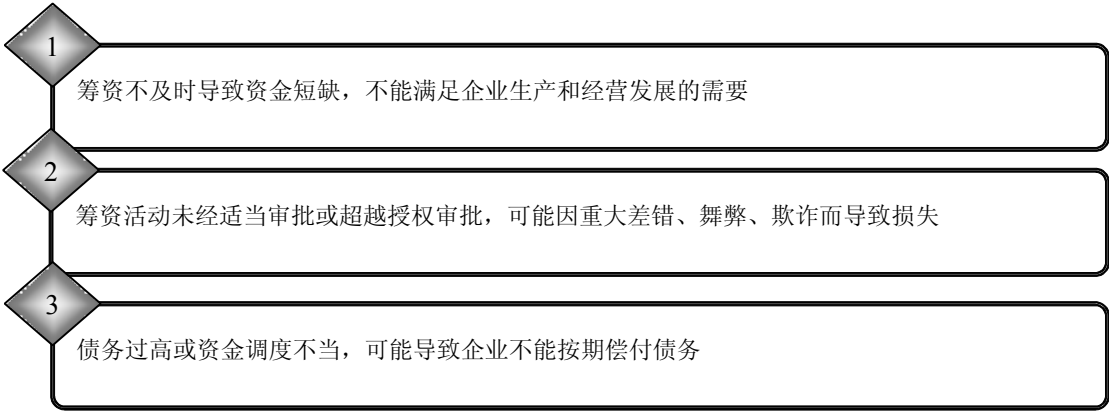 1
筹资不及时导致资金短缺，不能满足企业生产和经营发展的需要
2
筹资活动未经适当审批或超越授权审批，可能因重大差错、舞弊、欺诈而导致损失
3
债务过高或资金调度不当，可能导致企业不能按期偿付债务